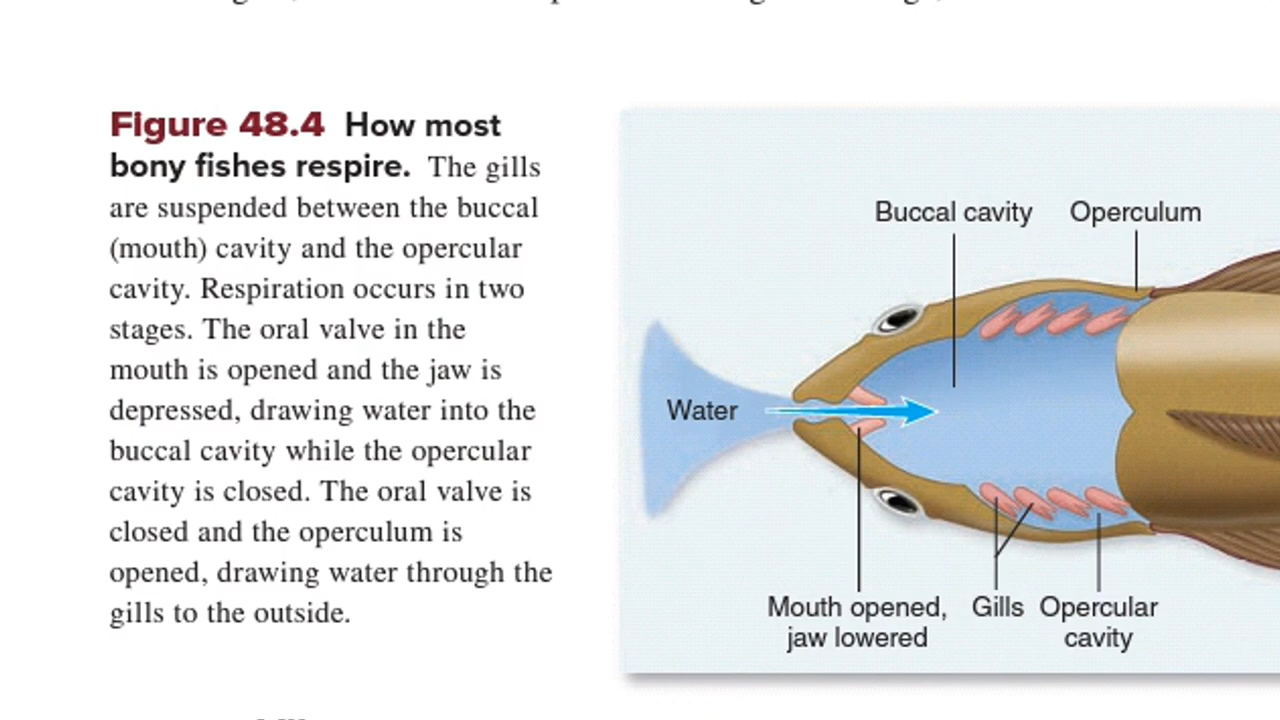 Figure 48.4 How most
bony fishes respire. The gills
are suspended between the buccal
(mouth) cavity and the opercular
cavity. Respiration occurs in two
stages. The oral valve in the
mouth is opened and the jaw is
depressed, drawing water into the
buccal cavity while the opercular
cavity is closed. The oral valve is
closed and the operculum is
opened, drawing water through the
gills to the outside.
Buccal cavity
Operculum
Water
Mouth opened,
jaw lowered
Gills
Opercular
cavity